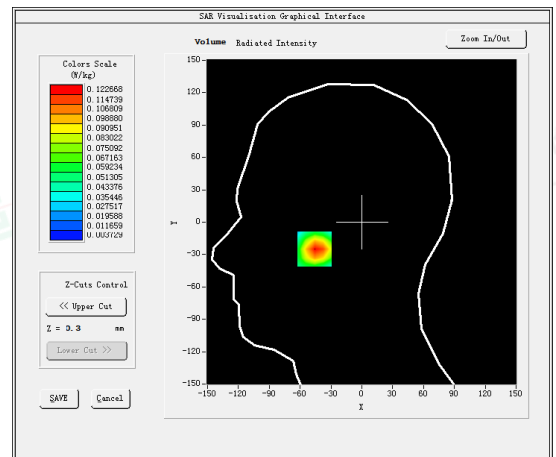 SAR Visualisation Graphical Interface
Volume Radiated Intensity
Zoom In/Out
Colors Scale
(W/kg)
0.122668
0.114739
0.106809
0.098880
0.090951
0.083022
0.075092
0.067163
0.059234
0.051305
0.043376
0.035446
0.027517
0.019588
0.011659
0.003729
Z-Cuts Control
<< Upper Cut
Z = 0.3 mm
Lower Cut >>
SAVE Cancel
150
120
90
60
30
0
-30
-60
-90
-120
-150
Y
-150 -120 -90 -60 -30 0 30 60 90 120 150
X